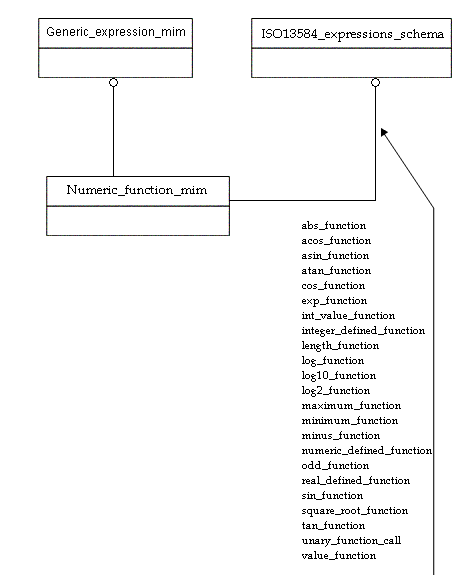 Generic_expression_mim
ISO13584_expressions_schema
Numeric_function_mim
abs_function
acos_function
asin_function
atan_function
cos_function
exp_function
int_value_function
integer_defined_function
length_function
log_function
log10_function
log2_function
maximum_function
minimum_function
minus_function
numeric_defined_function
odd_function
real_defined_function
sin_function
square_root_function
tan_function
unary_function_call
value_function